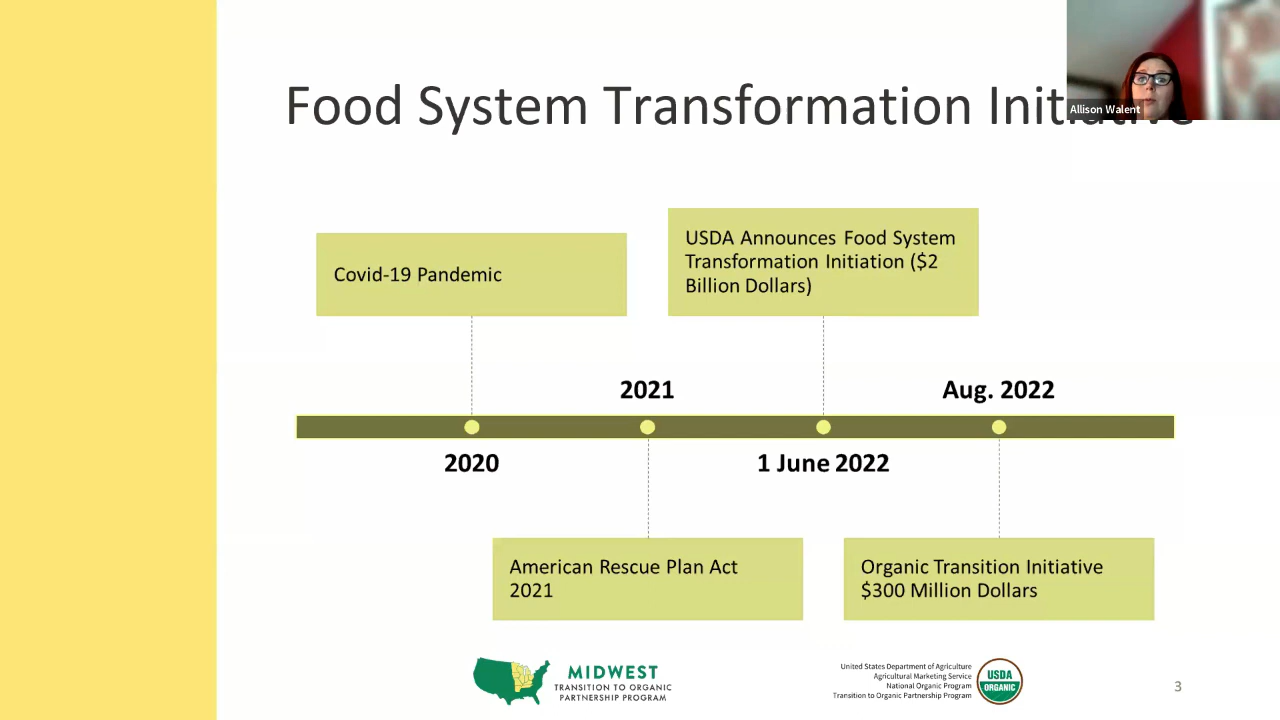 Food System Transformation Initiative
Allison Walent
Covid-19 Pandemic
USDA Announces Food System
Transformation Initiation ($2
Billion Dollars)
2021
Aug. 2022
2020
1 June 2022
American Rescue Plan Act
2021
Organic Transition Initiative
$300 Million Dollars
MIDWEST
TRANSITION TO ORGANIC
PARTNERSHIP PROGRAM
United States Department of Agriculture
Agricultural Marketing Service
National Organic Program
Transition to Organic Partnership Program
USDA
ORGANIC
3